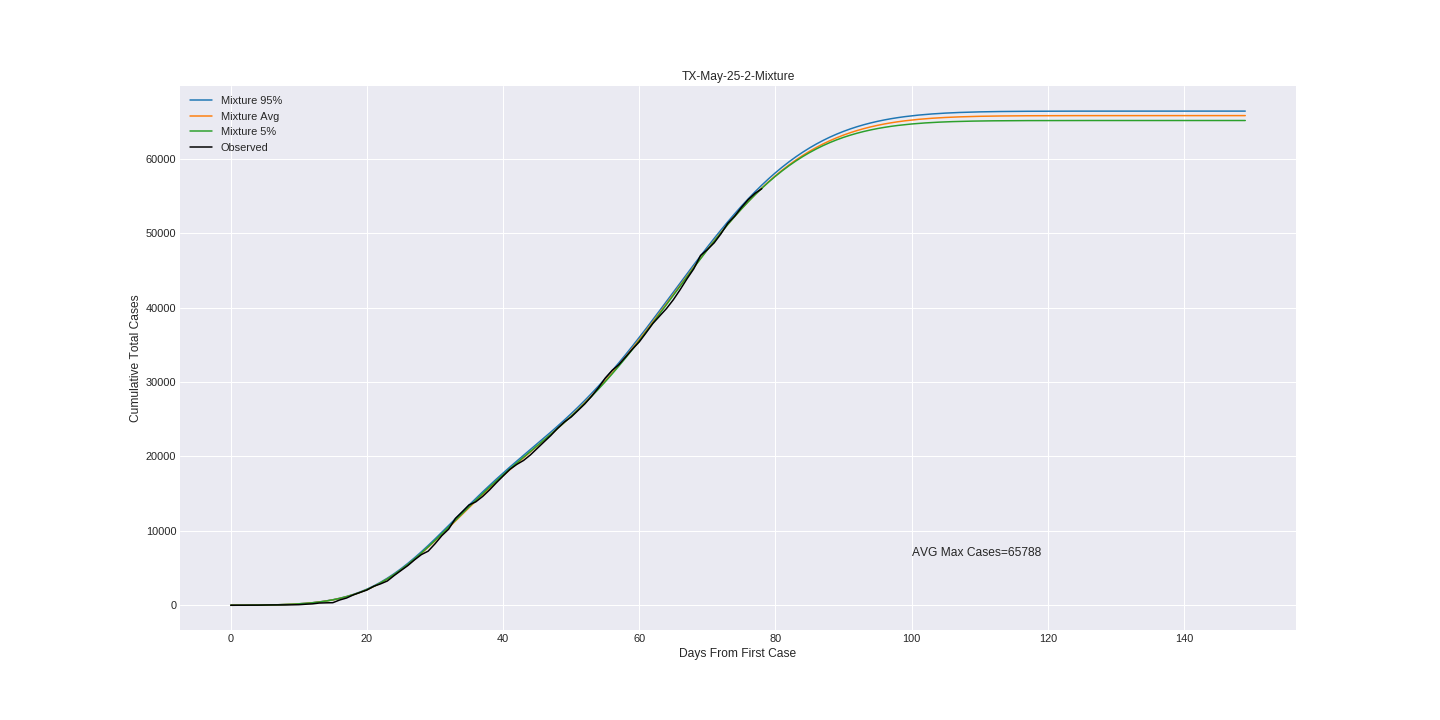 TX-May-25-2-Mixture
Mixture 95%
Mixture Avg
Mixture 5%
Observed
60000
50000
40000
30000
20000
10000
0
Cumulative Total Cases
AVG Max Cases=65788
0 20 40 60 80 100 120 140
Days From First Case